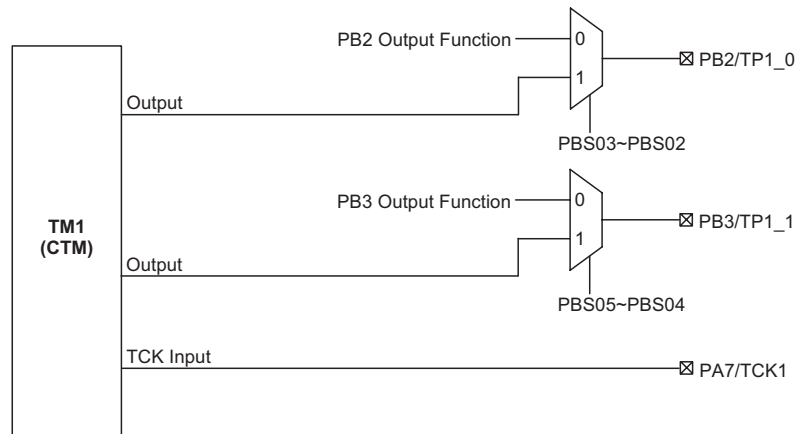 PB2 Output Function
0
PB2/TP1_0
1
Output
PBS03~PBS02
PB3 Output Function
0
PB3/TP1_1
1
TM1
(CTM)
Output
PBS05~PBS04
TCK Input
PA7/TCK1